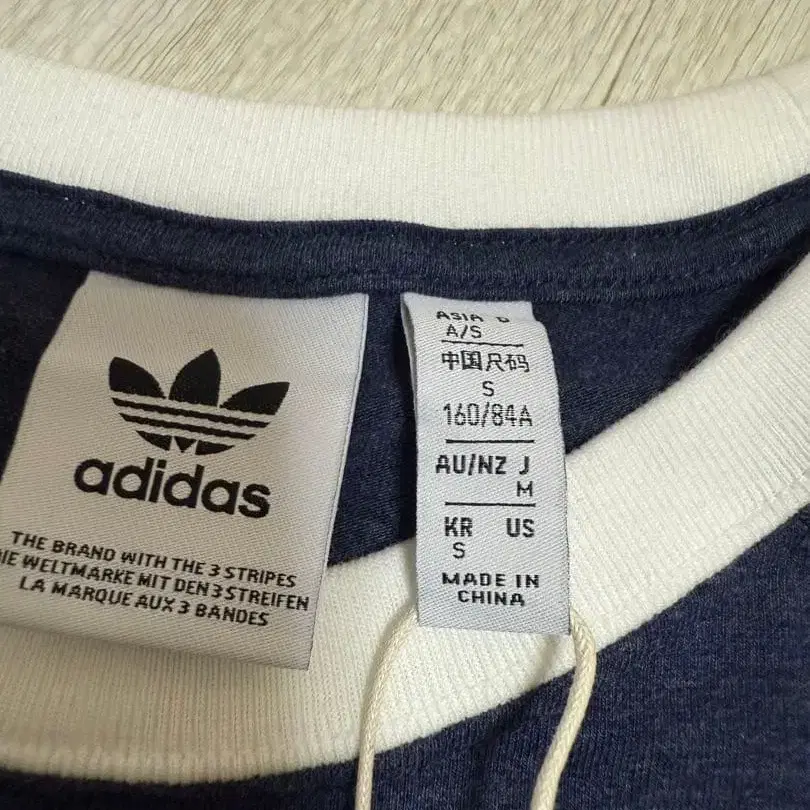 adidas
THE BRAND WITH THE 3 STRIPES
DIE WELTMARKE MIT DEN 3 STREIFEN
LA MARQUE AUX 3 BANDES
ASIA
A/S
中国尺码
S
160/84A
AU/NZ J
M
KR US
S
MADE IN
CHINA